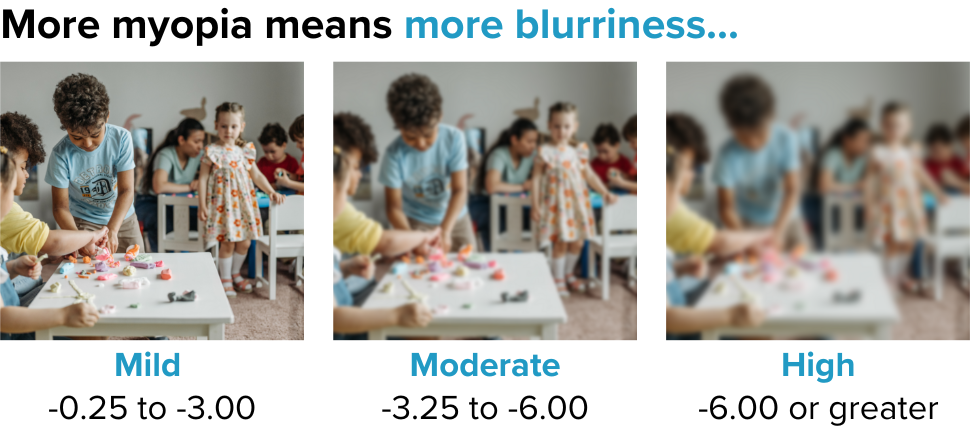 More myopia means more blurriness...
Mild
-0.25 to -3.00
Moderate
-3.25 to -6.00
High
-6.00 or greater